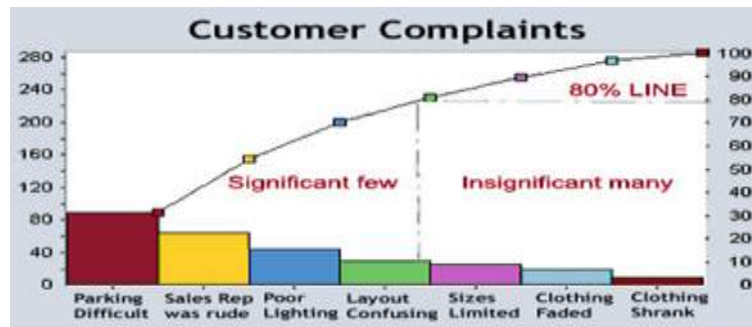 Customer Complaints
280
240
200
160
120
80
40
0
100
90
80
70
60
50
40
30
20
10
0
80% LINE
Significant few
Insignificant many
Parking Difficult
Sales Rep was rude
Poor Lighting
Layout Confusing
Sizes Limited
Clothing Faded
Clothing Shrank